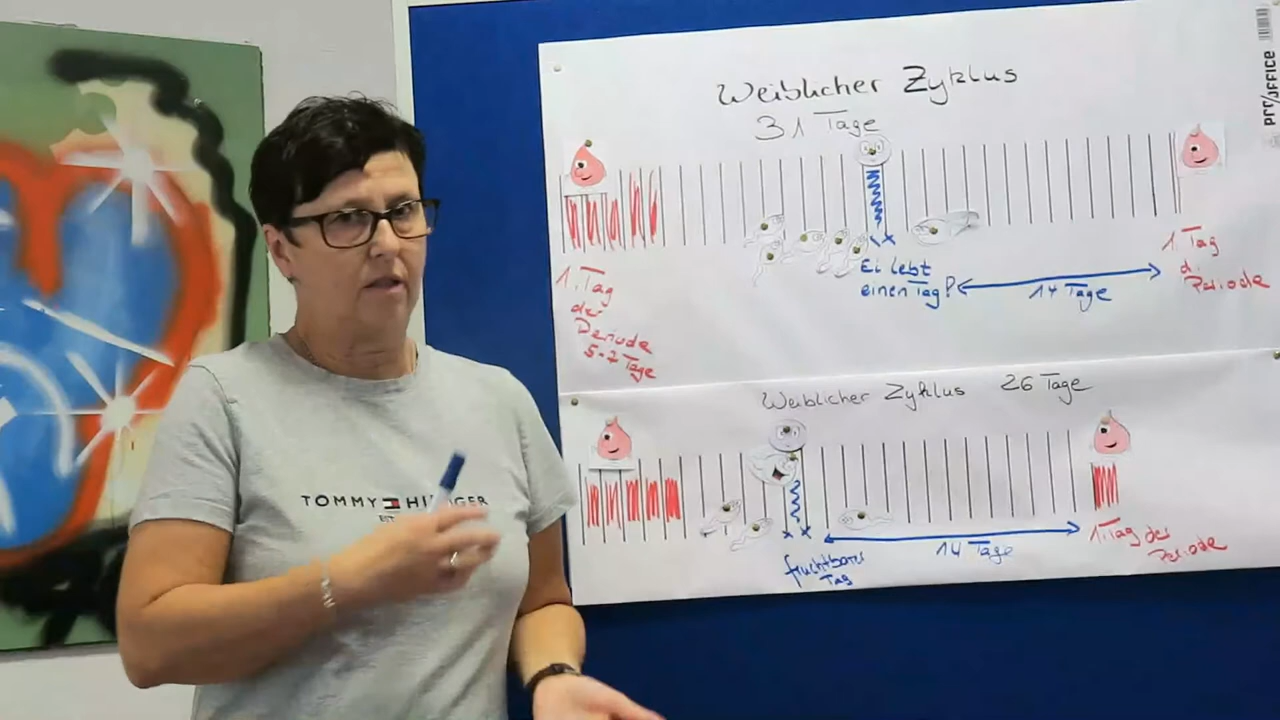 Weiblicher Zyklus
31 Tage
1. Tag
der
Periode
5-7 Tage
Ei lebt
einen Tag!
14 Tage
1. Tag
d.
Periode
Weiblicher Zyklus 26 Tage
fruchtbarer
Tag
14 Tage
1. Tag der
Periode
TOMMY HILFIGER
EST